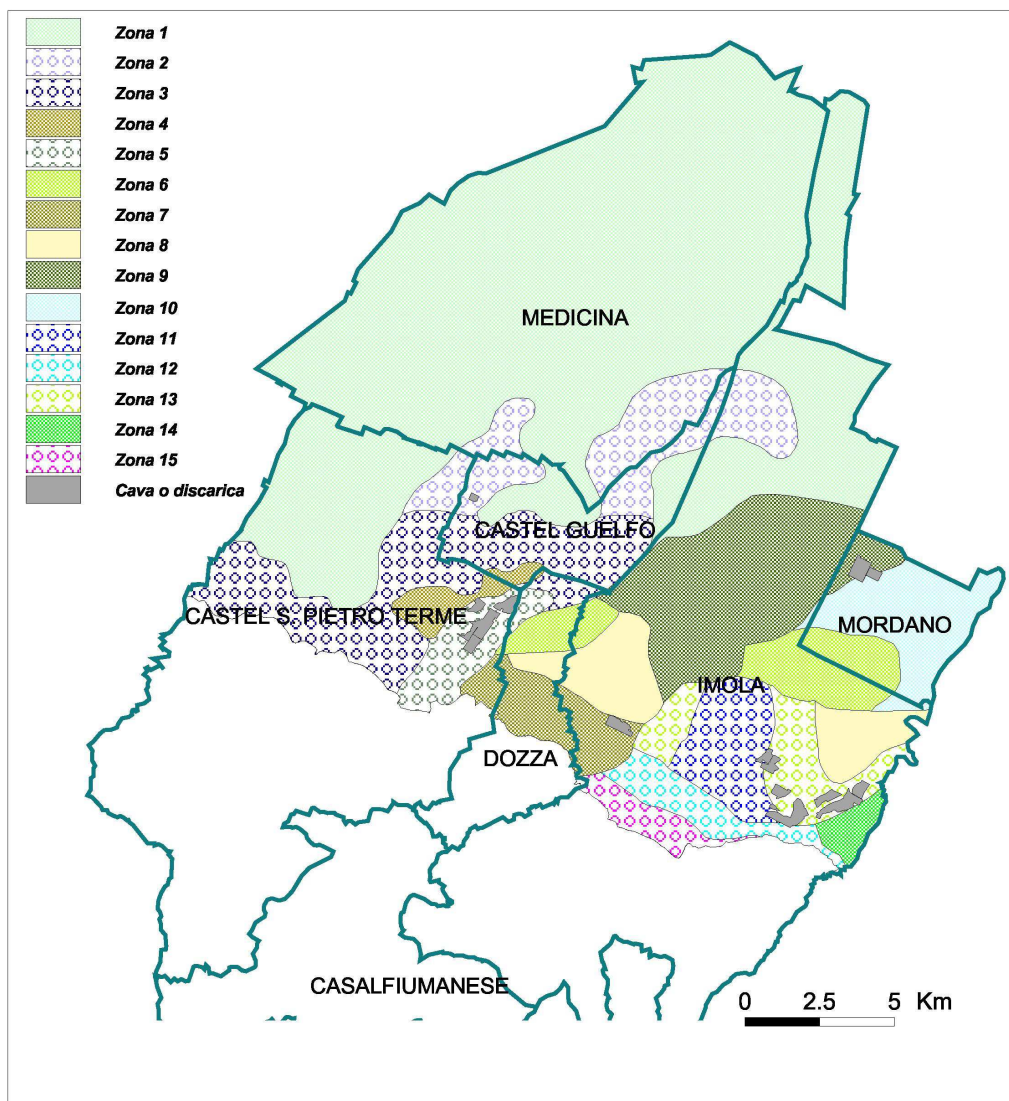 Zona 1
Zona 2
Zona 3
Zona 4
Zona 5
Zona 6
Zona 7
Zona 8
Zona 9
Zona 10
Zona 11
Zona 12
Zona 13
Zona 14
Zona 15
Cava o discarica
MEDICINA
CASTEL GUELFO
CASTEL S. PIETRO TERME
MORDANO
IMOLA
DOZZA
CASALFIUMANESE
0 2.5 5 Km